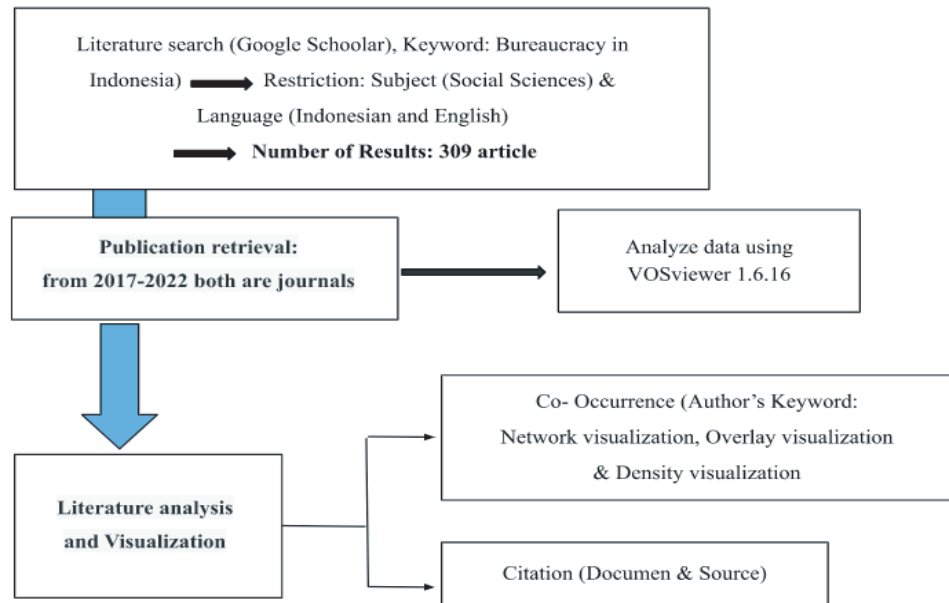 Literature search (Google Schoolar), Keyword: Bureaucracy in
Indonesia) Restriction: Subject (Social Sciences) &
Language (Indonesian and English)
Number of Results: 309 article
Publication retrieval:
from 2017-2022 both are journals
Analyze data using
VOSviewer 1.6.16
Co- Occurrence (Author's Keyword:
Network visualization, Overlay visualization
& Density visualization
Literature analysis
and Visualization
Citation (Documen & Source)